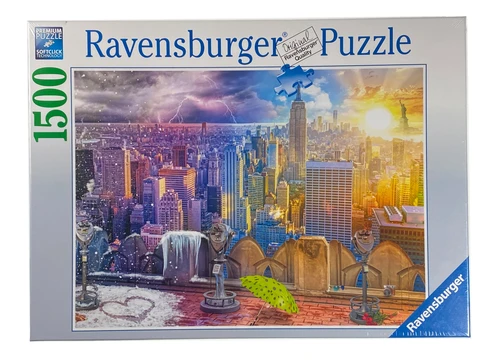 PREMIUM
PUZZLE
SOFTCLICK
TECHNOLOGY
Ravensburger® Puzzle
Original
Ravensburger
Quality
1500
Ravensburger